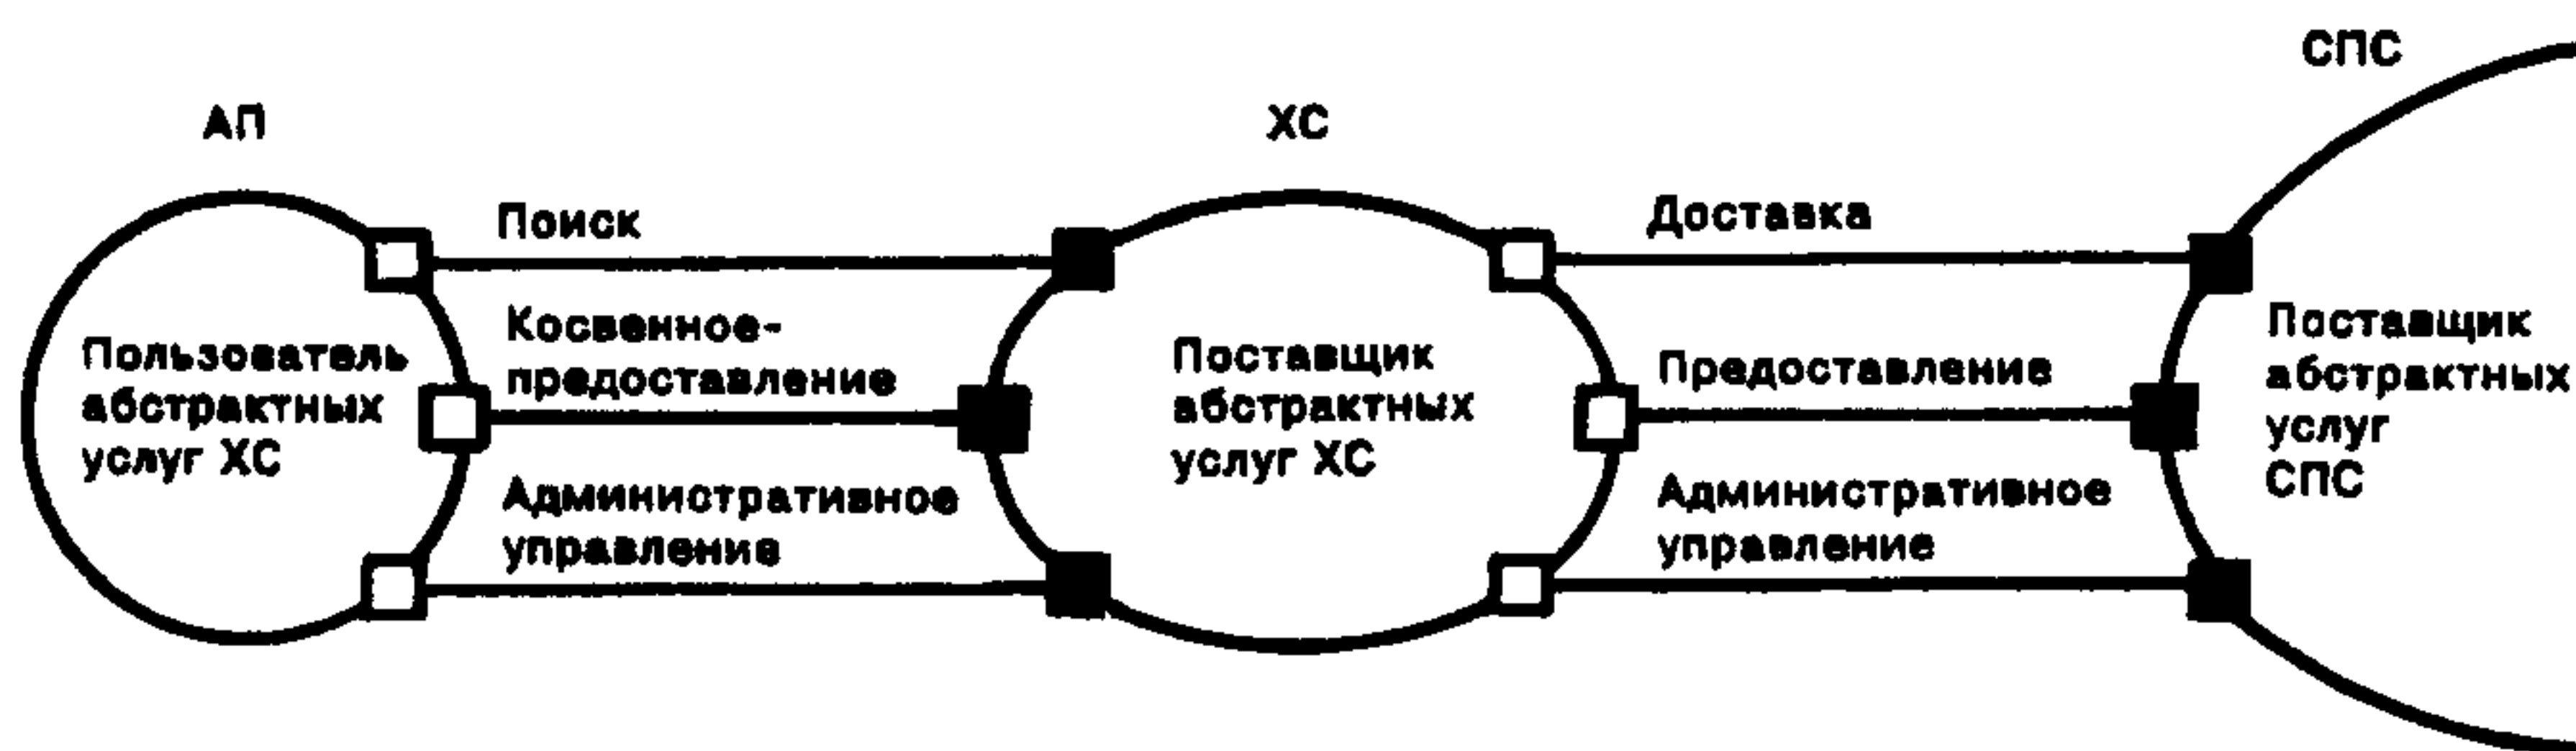 СПС
АП
ХС
Поиск
Доставка
Косвенное-
предоставление
Пользователь
абстрактных
услуг ХС
Поставщик
абстрактных
услуг ХС
Предоставление
Поставщик
абстрактных
услуг
СПС
Административное
управление
Административное
управление